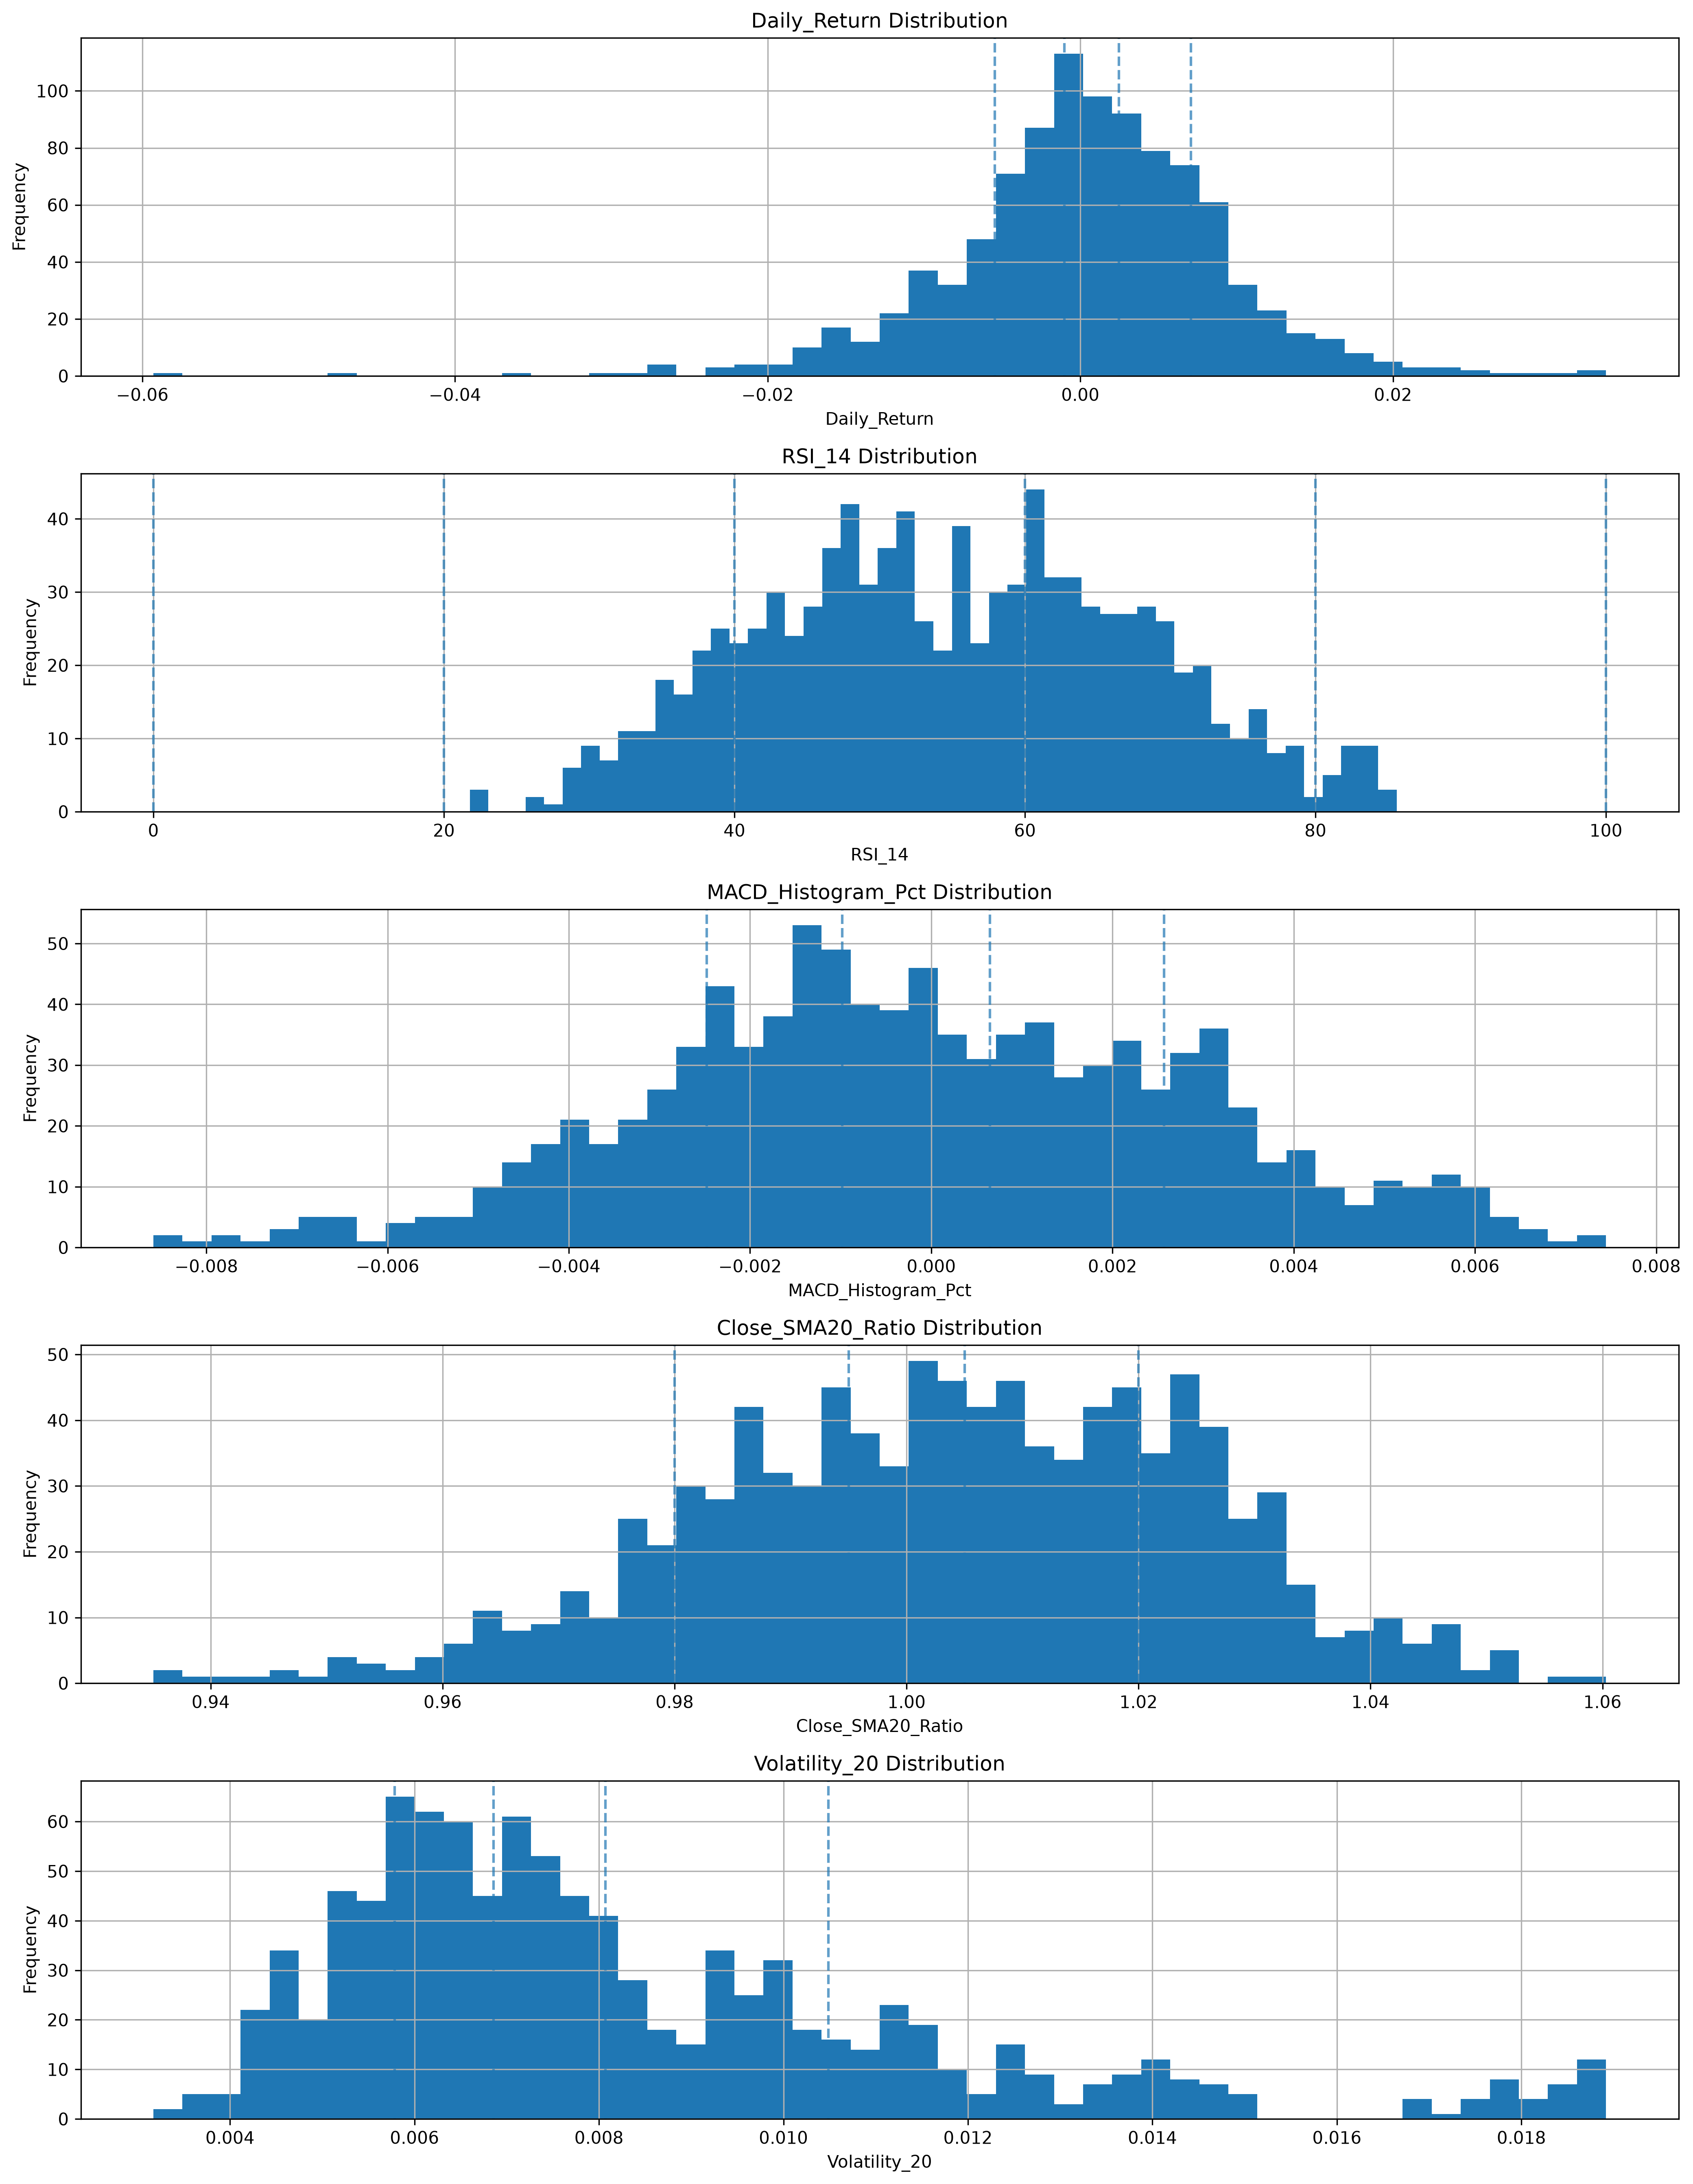 Daily_Return Distribution
Frequency
100
80
60
40
20
0
−0.06 −0.04 −0.02 0.00 0.02
Daily_Return
RSI_14 Distribution
Frequency
40
30
20
10
0
0 20 40 60 80 100
RSI_14
MACD_Histogram_Pct Distribution
Frequency
50
40
30
20
10
0
−0.008 −0.006 −0.004 −0.002 0.000 0.002 0.004 0.006 0.008
MACD_Histogram_Pct
Close_SMA20_Ratio Distribution
Frequency
50
40
30
20
10
0
0.94 0.96 0.98 1.00 1.02 1.04 1.06
Close_SMA20_Ratio
Volatility_20 Distribution
Frequency
60
50
40
30
20
10
0
0.004 0.006 0.008 0.010 0.012 0.014 0.016 0.018
Volatility_20